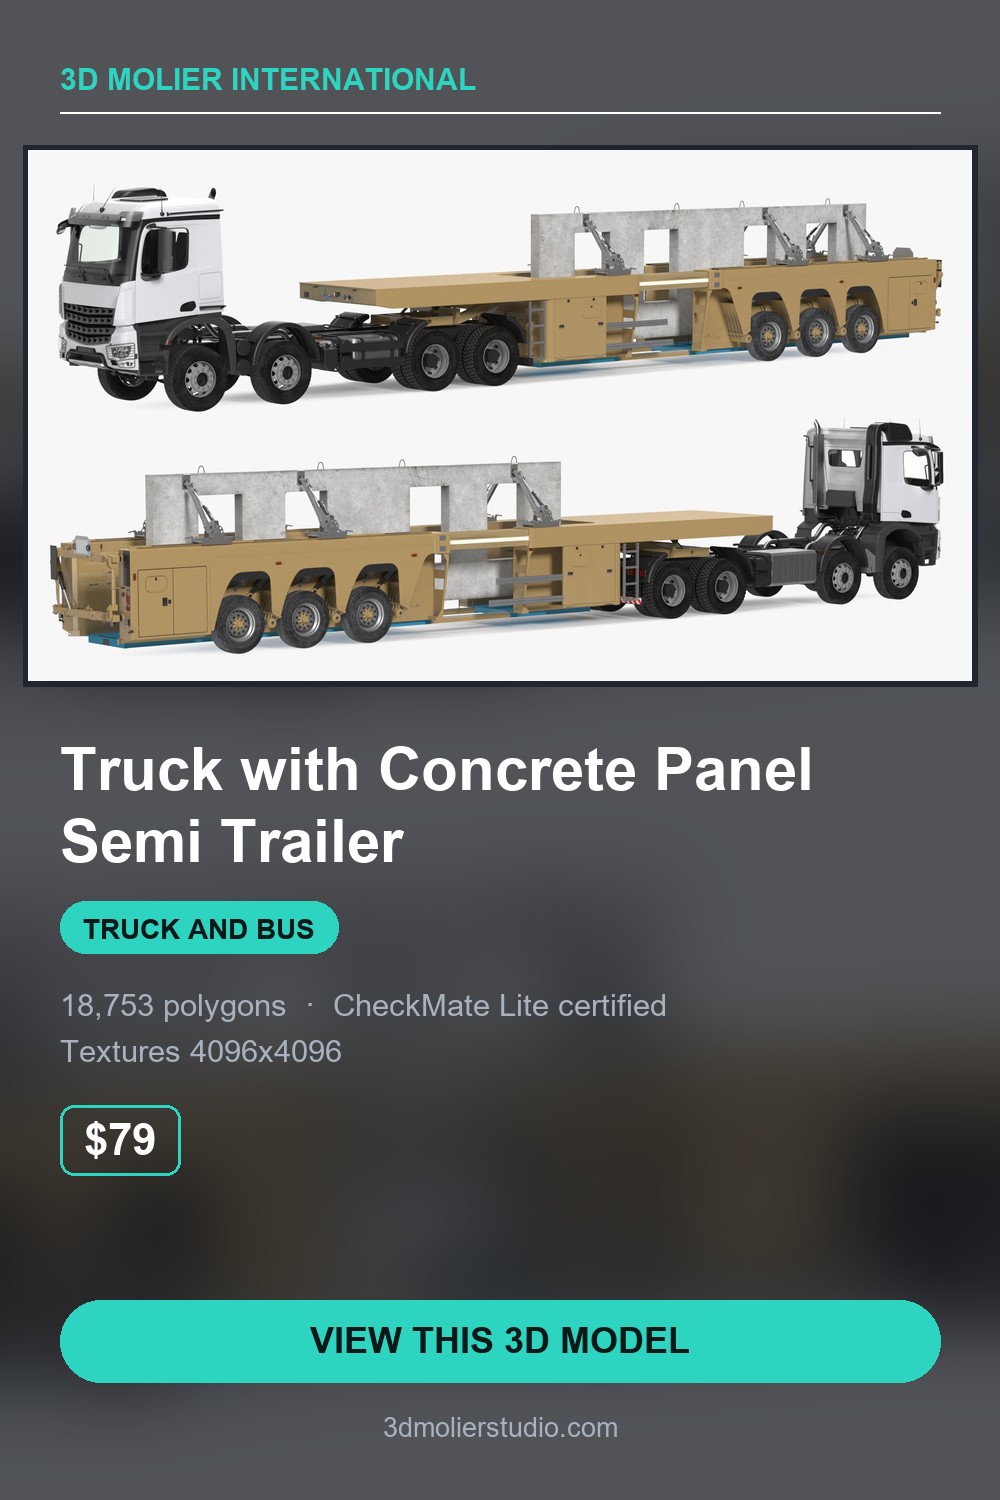 3D MOLIER INTERNATIONAL
Truck with Concrete Panel
Semi Trailer
TRUCK AND BUS
18,753 polygons · CheckMate Lite certified
Textures 4096x4096
$79
VIEW THIS 3D MODEL
3dmolierstudio.com